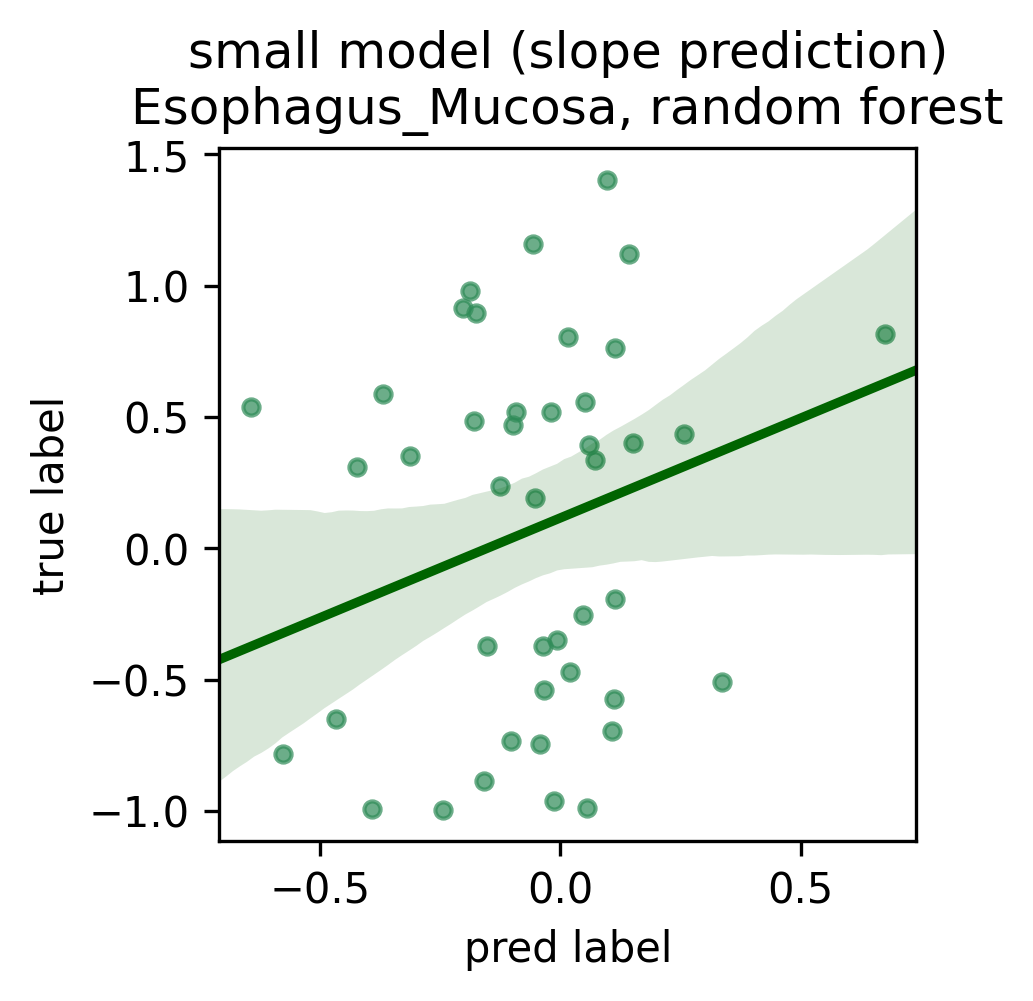 small model (slope prediction)
Esophagus_Mucosa, random forest
1.5
1.0
0.5
0.0
−0.5
−1.0
true label
−0.5
0.0
0.5
pred label